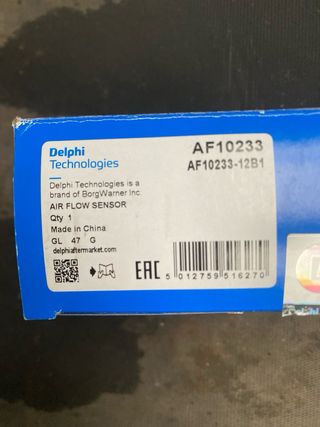 Delphi
Technologies
AF10233
AF10233-12B1
Delphi Technologies is a
brand of BorgWarner Inc.
AIR FLOW SENSOR
Qty 1
Made in China
GL 47 G
delphiaftermarket.com
EAC
5 012759 516270